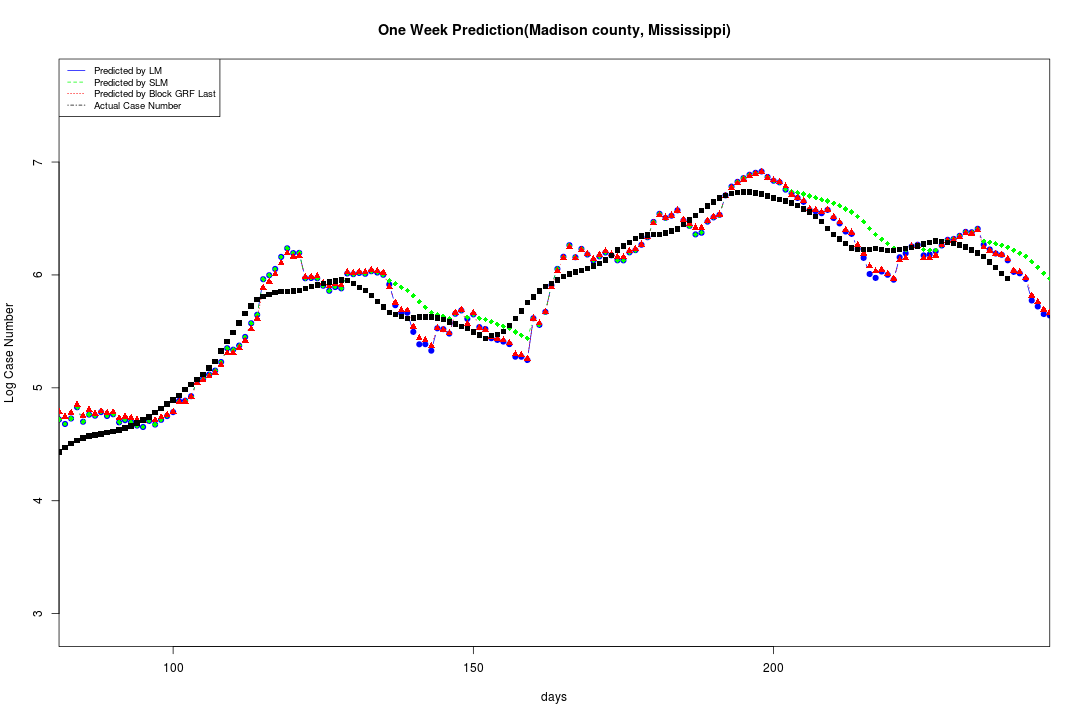 One Week Prediction(Madison county, Mississippi)
Predicted by LM
Predicted by SLM
Predicted by Block GRF Last
Actual Case Number
7
6
5
4
3
Log Case Number
100
150
200
days